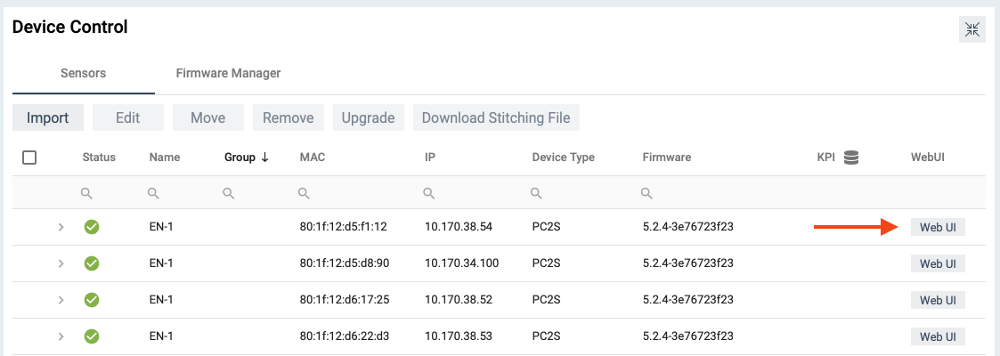 Device Control
Sensors Firmware Manager
Import Edit Move Remove Upgrade Download Stitching File
Status Name Group MAC IP Device Type Firmware KPI WebUI
EN-1 80:1f:12:d5:f1:12 10.170.38.54 PC2S 5.2.4-3e76723f23 Web UI
EN-1 80:1f:12:d5:d8:90 10.170.34.100 PC2S 5.2.4-3e76723f23 Web UI
EN-1 80:1f:12:d6:17:25 10.170.38.52 PC2S 5.2.4-3e76723f23 Web UI
EN-1 80:1f:12:d6:22:d3 10.170.38.53 PC2S 5.2.4-3e76723f23 Web UI